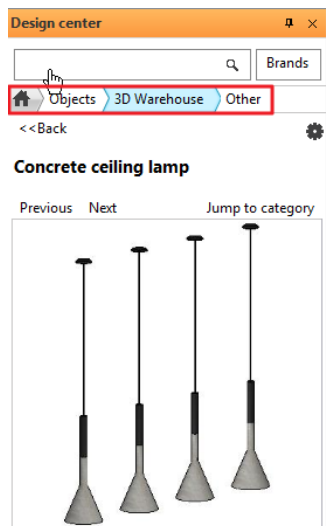 Design center
Brands
Objects 3D Warehouse Other
<<Back
Concrete ceiling lamp
Previous Next Jump to category